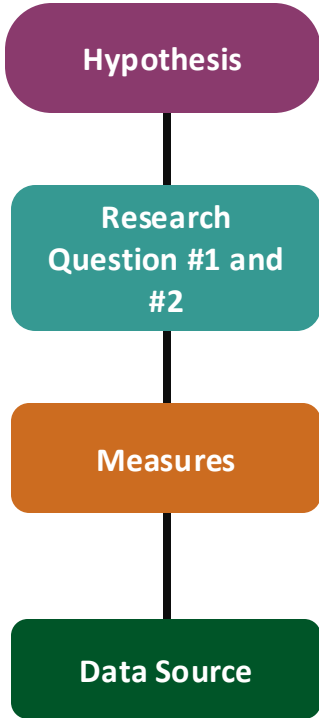 Hypothesis
Research
Question #1 and
#2
Measures
Data Source